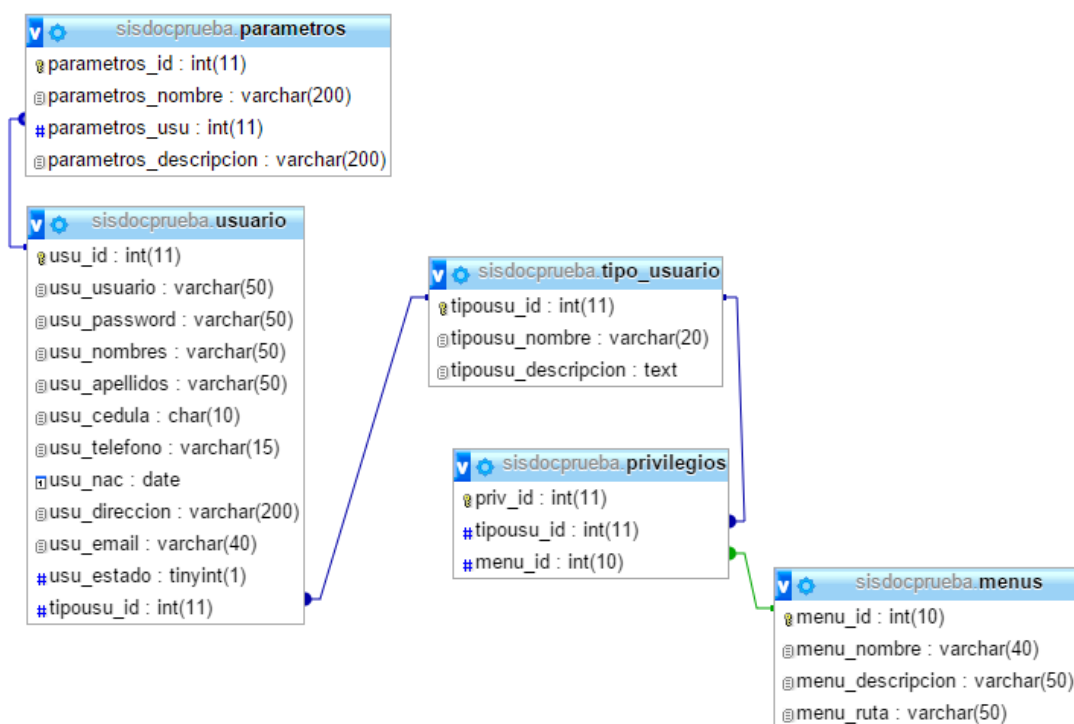 sisdocprueba.parametros
parametros_id : int(11)
parametros_nombre : varchar(200)
parametros_usu : int(11)
parametros_descripcion : varchar(200)
sisdocprueba.usuario
usu_id : int(11)
usu_usuario : varchar(50)
usu_password : varchar(50)
usu_nombres : varchar(50)
usu_apellidos : varchar(50)
usu_cedula : char(10)
usu_telefono : varchar(15)
usu_nac : date
usu_direccion : varchar(200)
usu_email : varchar(40)
usu_estado : tinyint(1)
tipousu_id : int(11)
sisdocprueba.tipo_usuario
tipousu_id : int(11)
tipousu_nombre : varchar(20)
tipousu_descripcion : text
sisdocprueba.privilegios
priv_id : int(11)
tipousu_id : int(11)
menu_id : int(10)
sisdocprueba.menus
menu_id : int(10)
menu_nombre : varchar(40)
menu_descripcion : varchar(50)
menu_ruta : varchar(50)